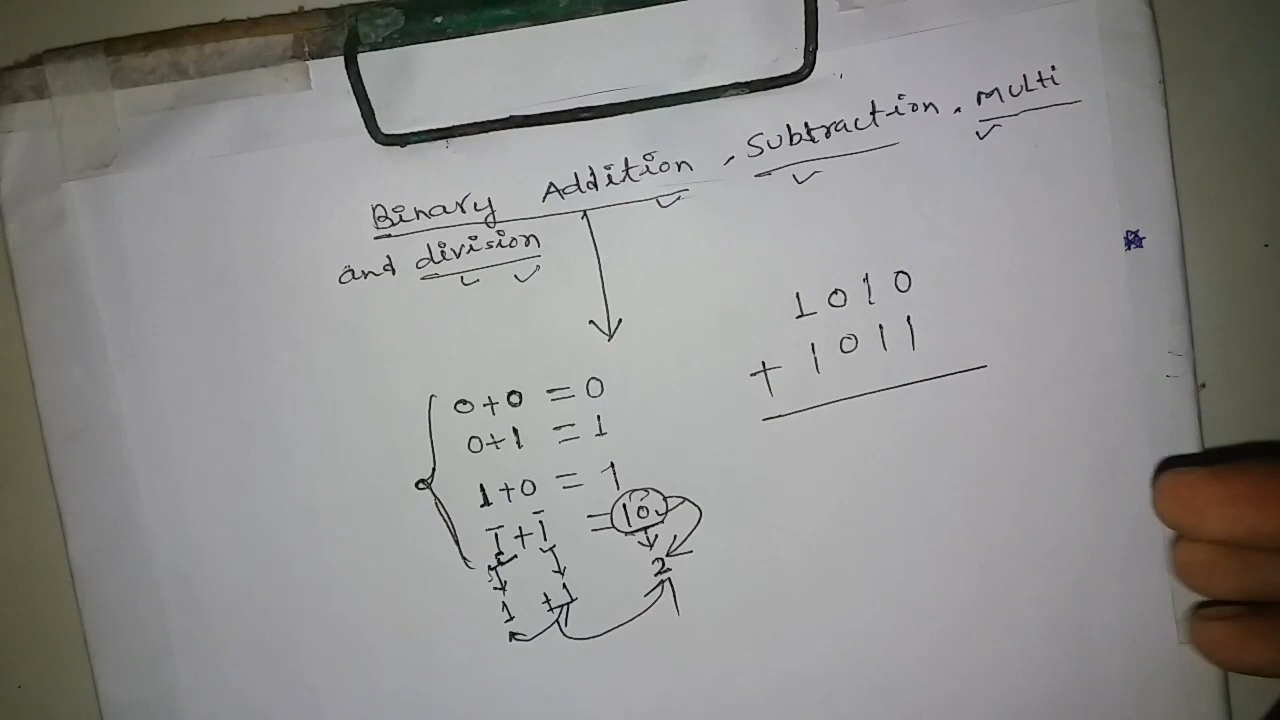 Binary Addition, Subtraction, Multi
and division
0+0 = 0
0+1 = 1
1+0 = 1
1+1 = 10
2
1 +1
1010
+ 1011